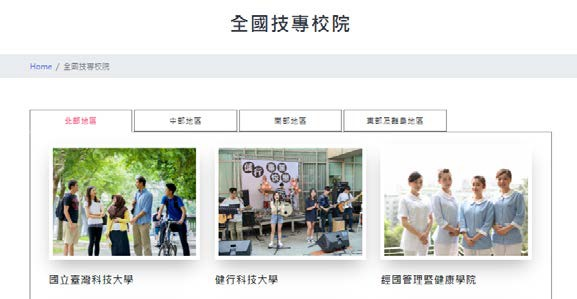 全國技專校院
Home / 全國技專校院
北部地區
中部地區
南部地區
東部及離島地區
健行
國立臺灣科技大學
健行科技大學
經國管理暨健康學院